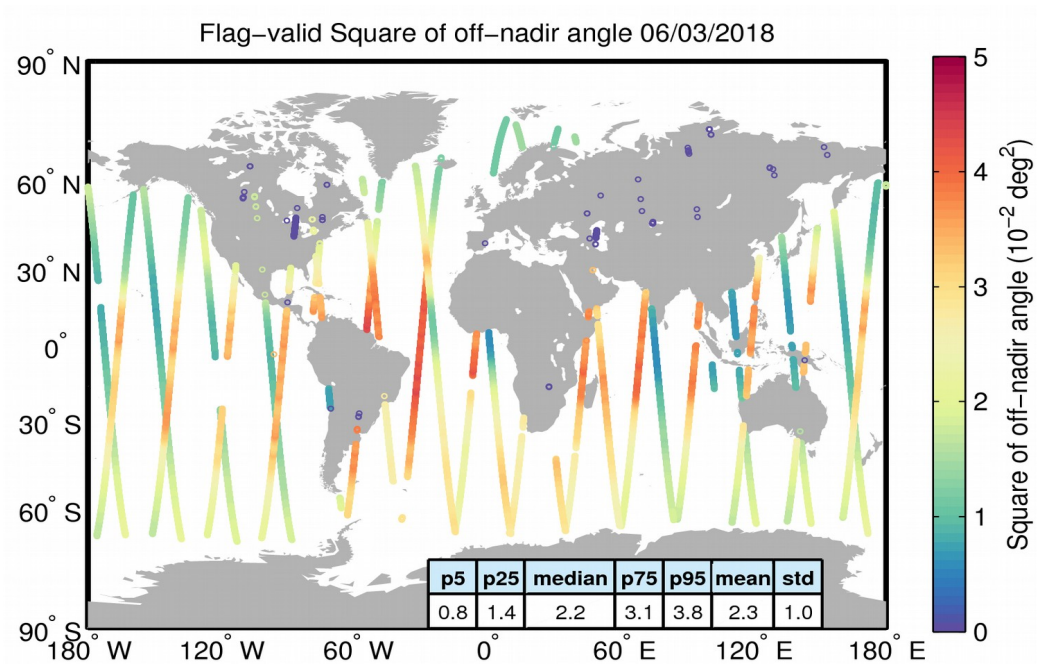 Flag−valid Square of off−nadir angle 06/03/2018
90° N
60° N
30° N
0°
30° S
60° S
90° S
180° W
120° W
60° W
0°
60° E
120° E
180° E
5
4
3
2
1
0
Square of off−nadir angle (10⁻² deg²)
p5 p25 median p75 p95 mean std
0.8 1.4 2.2 3.1 3.8 2.3 1.0